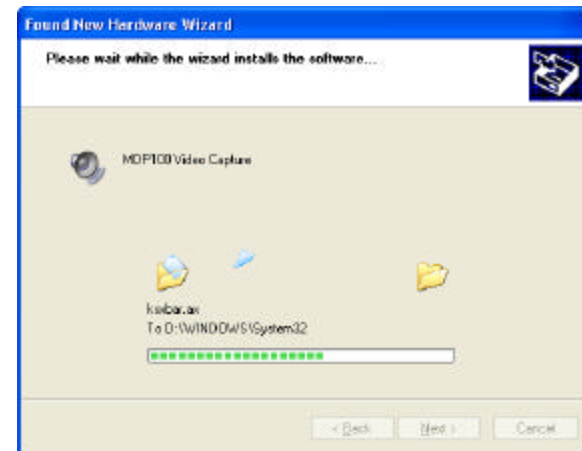 Found New Hardware Wizard
Please wait while the wizard installs the software...
MDP100 Video Capture
kswbar.ax
To D:\WINDOWS\System32
< Back
Next >
Cancel